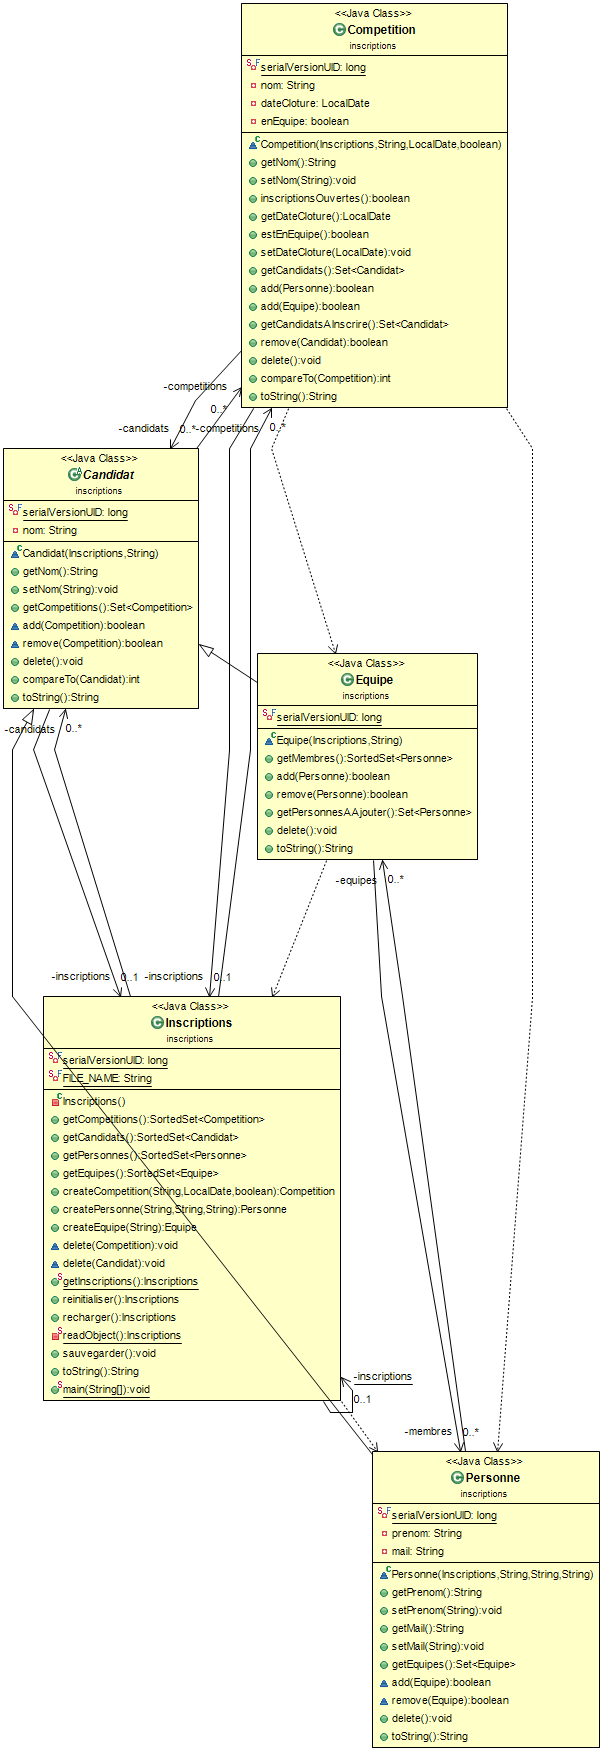 <<Java Class>>
Competition
inscriptions
serialVersionUID: long
nom: String
dateCloture: LocalDate
enEquipe: boolean
Competition(Inscriptions,String,LocalDate,boolean)
getNom():String
setNom(String):void
inscriptionsOuvertes():boolean
getDateCloture():LocalDate
estEnEquipe():boolean
setDateCloture(LocalDate):void
getCandidats():Set<Candidat>
add(Personne):boolean
add(Equipe):boolean
getCandidatsAInscrire():Set<Candidat>
remove(Candidat):boolean
delete():void
compareTo(Competition):int
toString():String
-competitions
0..*
-candidats 0..*
-competitions 0..*
<<Java Class>>
Candidat
inscriptions
serialVersionUID: long
nom: String
Candidat(Inscriptions,String)
getNom():String
setNom(String):void
getCompetitions():Set<Competition>
add(Competition):boolean
remove(Competition):boolean
delete():void
compareTo(Candidat):int
toString():String
-candidats 0..*
<<Java Class>>
Equipe
inscriptions
serialVersionUID: long
Equipe(Inscriptions,String)
getMembres():SortedSet<Personne>
add(Personne):boolean
remove(Personne):boolean
getPersonnesAAjouter():Set<Personne>
delete():void
toString():String
-equipes 0..*
-inscriptions 0..1
-inscriptions 0..1
<<Java Class>>
Inscriptions
inscriptions
serialVersionUID: long
FILE_NAME: String
Inscriptions()
getCompetitions():SortedSet<Competition>
getCandidats():SortedSet<Candidat>
getPersonnes():SortedSet<Personne>
getEquipes():SortedSet<Equipe>
createCompetition(String,LocalDate,boolean):Competition
createPersonne(String,String,String):Personne
createEquipe(String):Equipe
delete(Competition):void
delete(Candidat):void
getInscriptions():Inscriptions
reinitialiser():Inscriptions
recharger():Inscriptions
readObject():Inscriptions
sauvegarder():void
toString():String
main(String[]):void
-inscriptions
0..1
-membres 0..*
<<Java Class>>
Personne
inscriptions
serialVersionUID: long
prenom: String
mail: String
Personne(Inscriptions,String,String,String)
getPrenom():String
setPrenom(String):void
getMail():String
setMail(String):void
getEquipes():Set<Equipe>
add(Equipe):boolean
remove(Equipe):boolean
delete():void
toString():String